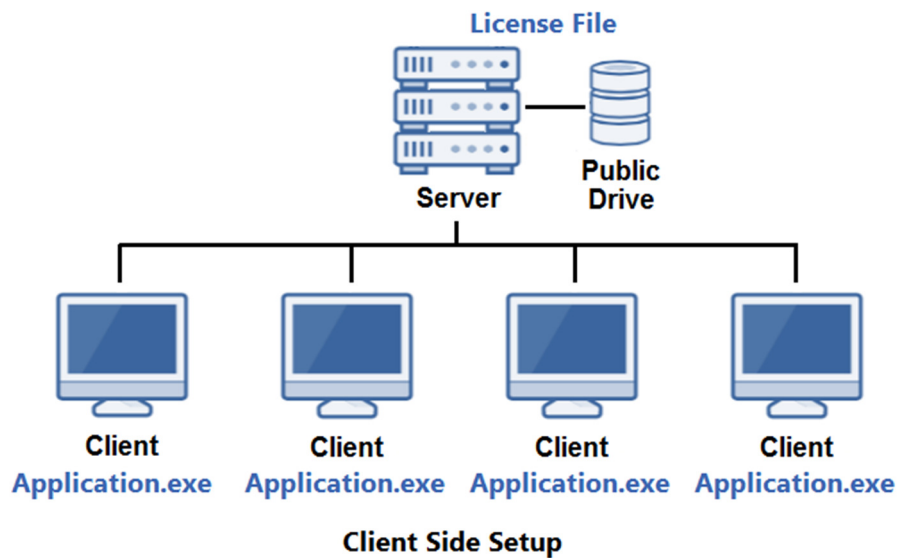 License File
Server
Public
Drive
Client
Client
Client
Client
Application.exe
Application.exe
Application.exe
Application.exe
Client Side Setup